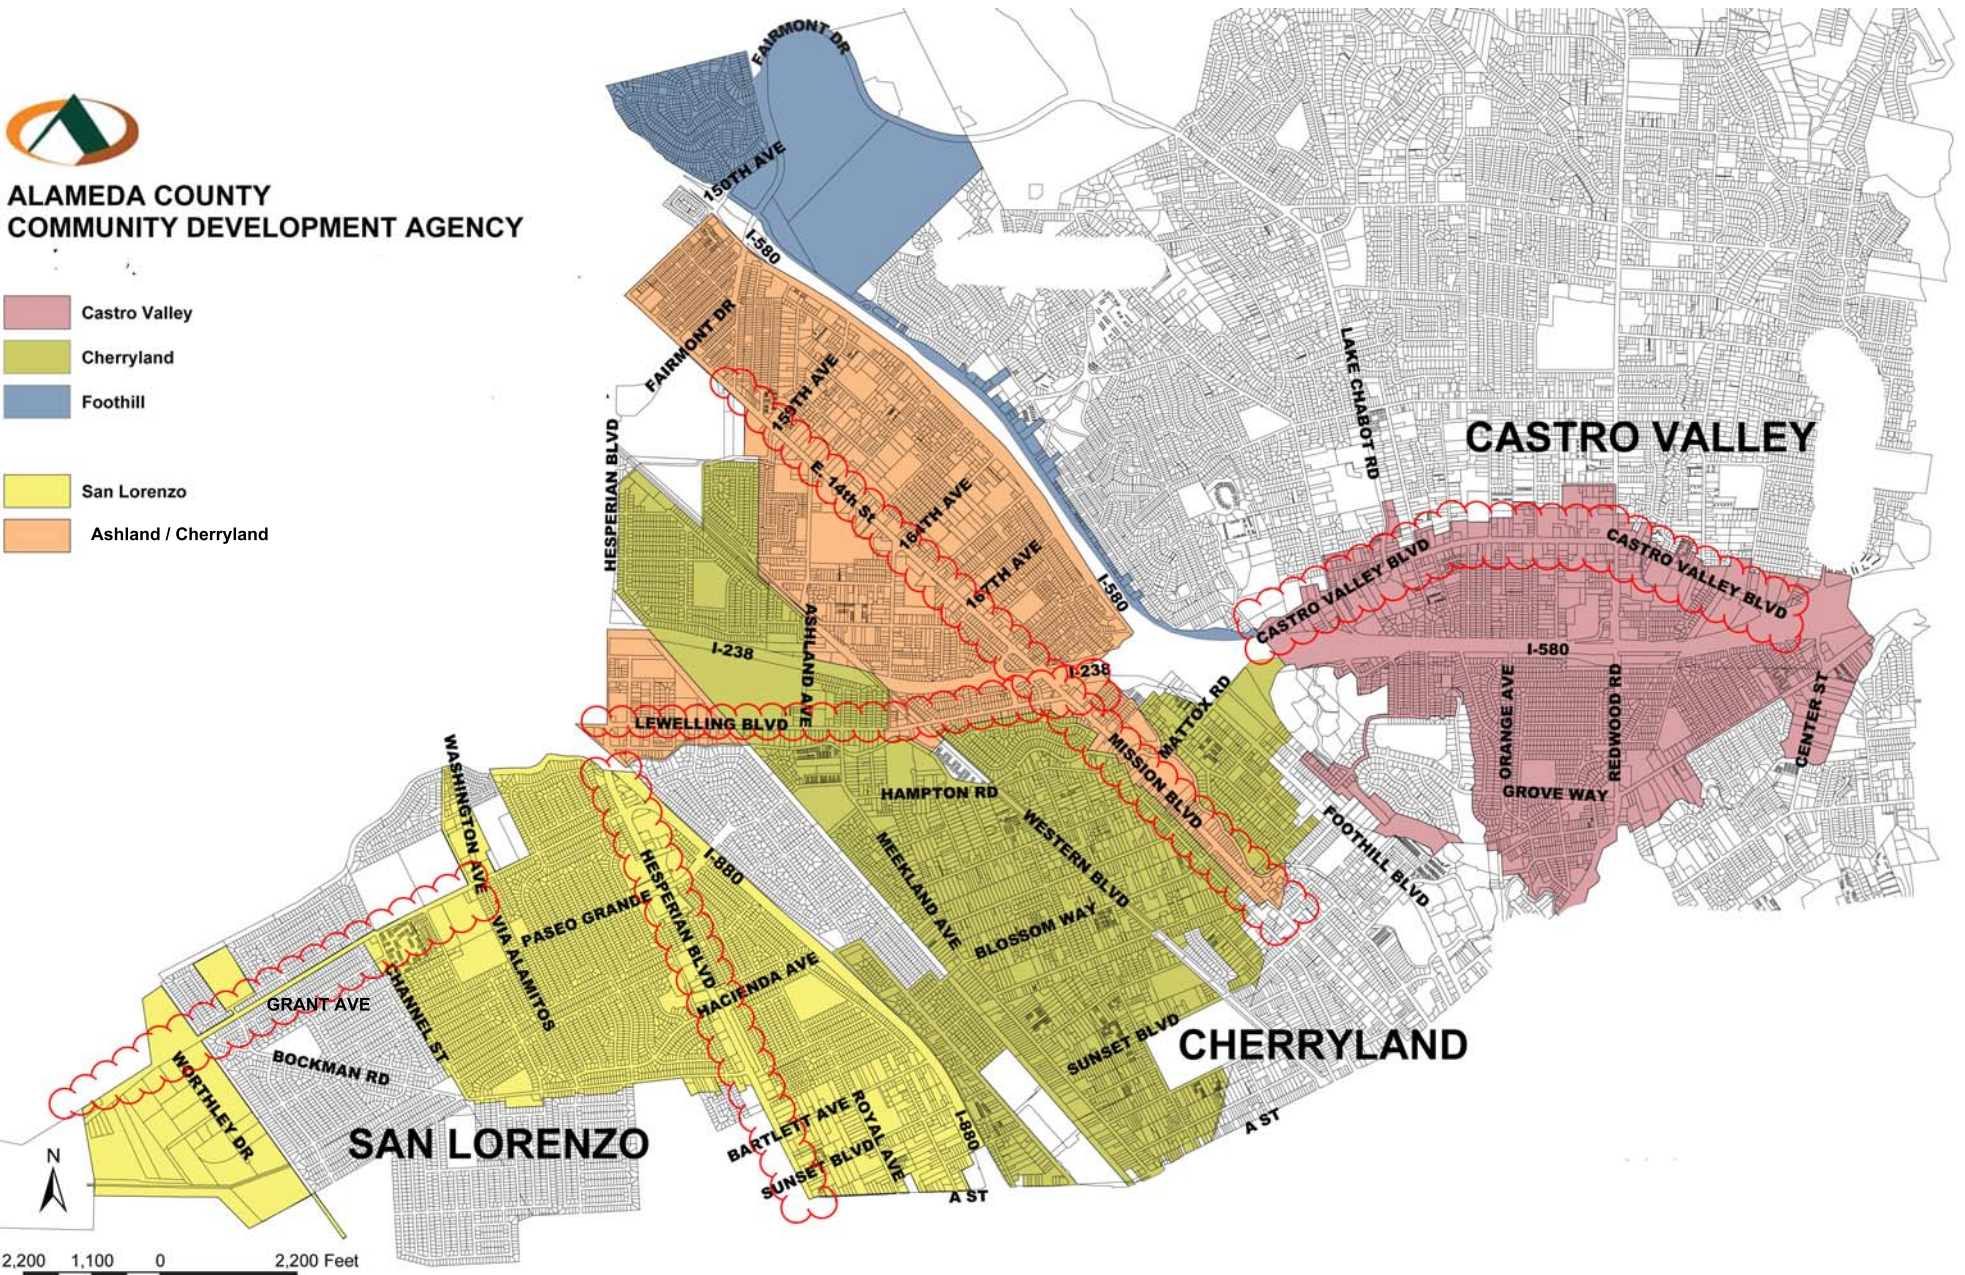 FAIRMONT DR
ALAMEDA COUNTY
COMMUNITY DEVELOPMENT AGENCY
150TH AVE
I-580
Castro Valley
Cherryland
Foothill
San Lorenzo
Ashland / Cherryland
FAIRMONT DR
159TH AVE
HESPERIAN BLVD
E. 14th St
164TH AVE
167TH AVE
I-580
LAKE CHABOT RD
CASTRO VALLEY
CASTRO VALLEY BLVD
CASTRO VALLEY BLVD
I-580
ASHLAND AVE
I-238
I-238
LEWELLING BLVD
MATTOX RD
MISSION BLVD
ORANGE AVE
REDWOOD RD
CENTER ST
GROVE WAY
FOOTHILL BLVD
WASHINGTON AVE
HAMPTON RD
WESTERN BLVD
MEEKLAND AVE
BLOSSOM WAY
I-880
HESPERIAN BLVD
PASEO GRANDE
VIA ALAMITOS
HACIENDA AVE
CHANNEL ST
GRANT AVE
BOCKMAN RD
WORTHLEY DR
SUNSET BLVD
CHERRYLAND
SAN LORENZO
BARTLETT AVE
ROYAL AVE
SUNSET BLVD
I-880
A ST
A ST
N
2,200 1,100 0 2,200 Feet